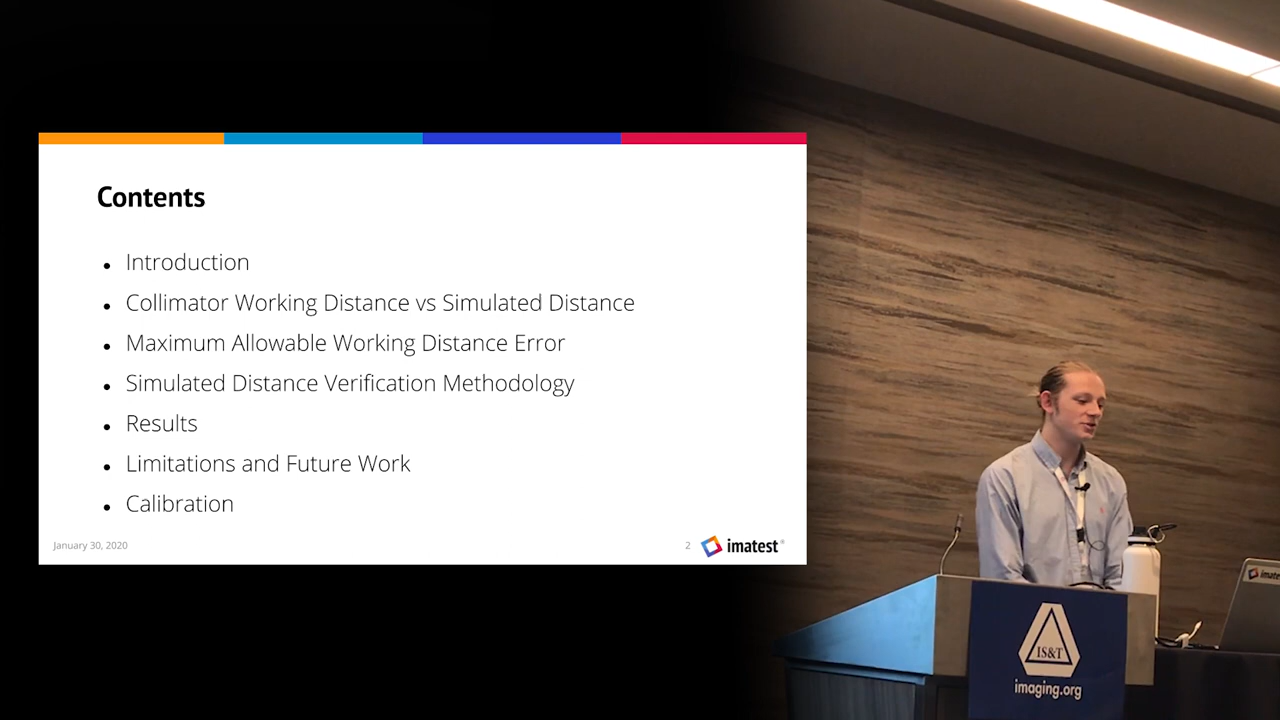 Contents
Introduction
Collimator Working Distance vs Simulated Distance
Maximum Allowable Working Distance Error
Simulated Distance Verification Methodology
Results
Limitations and Future Work
Calibration
January 30, 2020
2
imatest®
IS&T
imaging.org